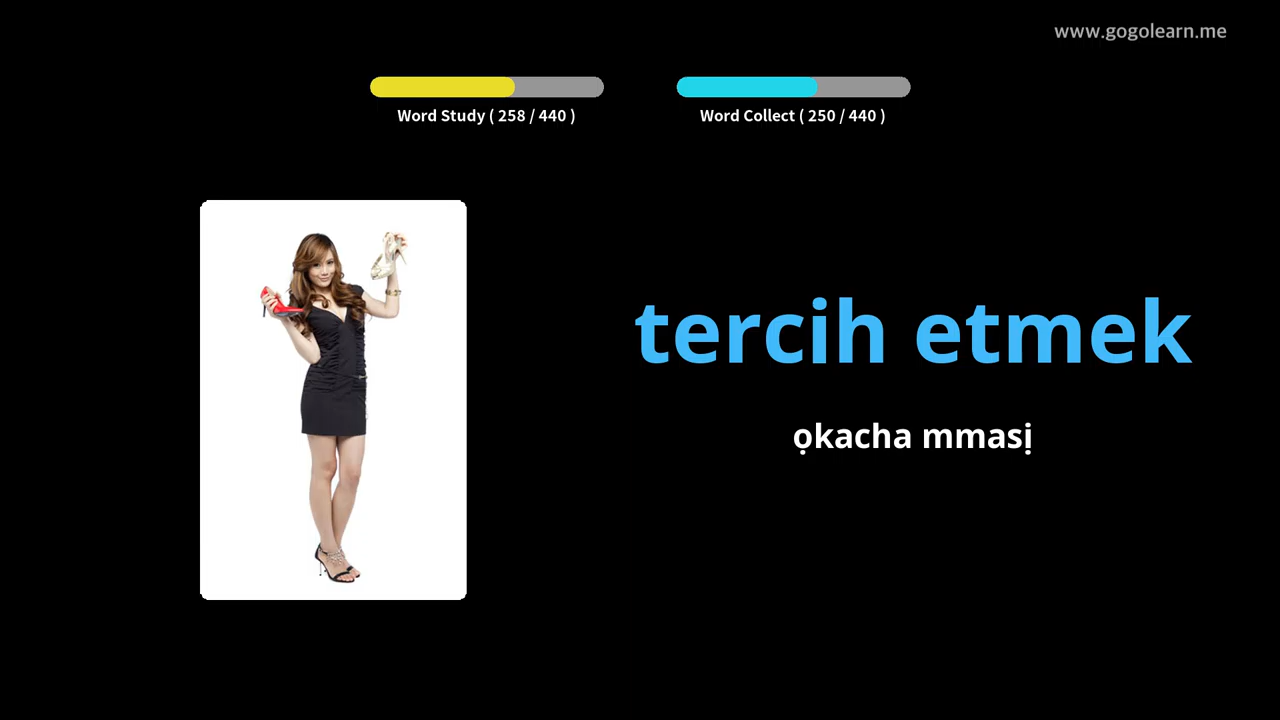 www.gogolearn.me
Word Study ( 258 / 440 )
Word Collect ( 250 / 440 )
tercih etmek
ọkacha mmasị